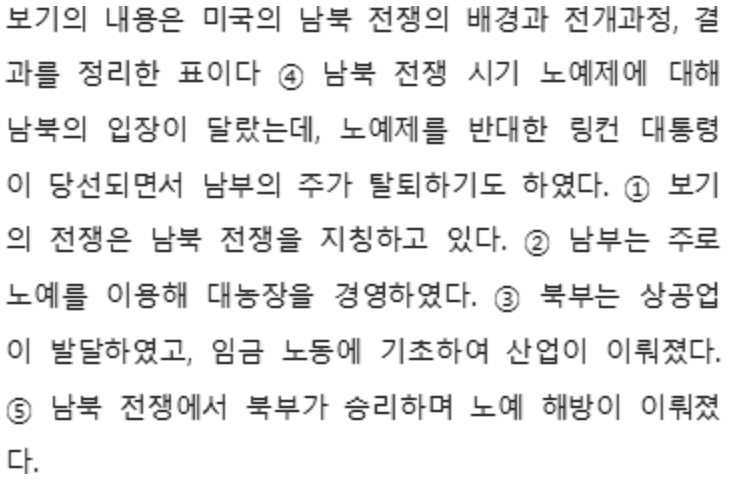 보기의 내용은 미국의 남북 전쟁의 배경과 전개과정, 결
과를 정리한 표이다 ④ 남북 전쟁 시기 노예제에 대해
남북의 입장이 달랐는데, 노예제를 반대한 링컨 대통령
이 당선되면서 남부의 주가 탈퇴하기도 하였다. ① 보기
의 전쟁은 남북 전쟁을 지칭하고 있다. ② 남부는 주로
노예를 이용해 대농장을 경영하였다. ③ 북부는 상공업
이 발달하였고, 임금 노동에 기초하여 산업이 이뤄졌다.
⑤ 남북 전쟁에서 북부가 승리하며 노예 해방이 이뤄졌
다.